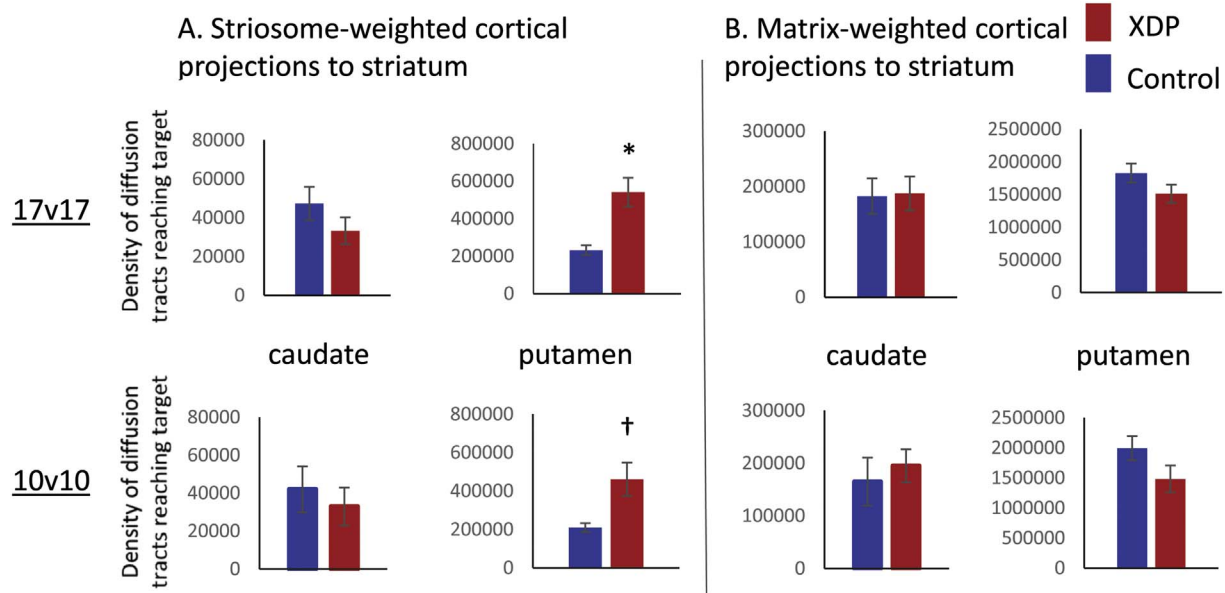 A. Striosome-weighted cortical
projections to striatum
B. Matrix-weighted cortical
projections to striatum
XDP
Control
17v17
Density of diffusion
tracts reaching target
80000
60000
40000
20000
0
800000
600000
400000
200000
0
*
300000
200000
100000
0
2500000
2000000
1500000
1000000
500000
0
caudate
putamen
caudate
putamen
10v10
Density of diffusion
tracts reaching target
80000
60000
40000
20000
0
800000
600000
400000
200000
0
†
300000
200000
100000
0
2500000
2000000
1500000
1000000
500000
0